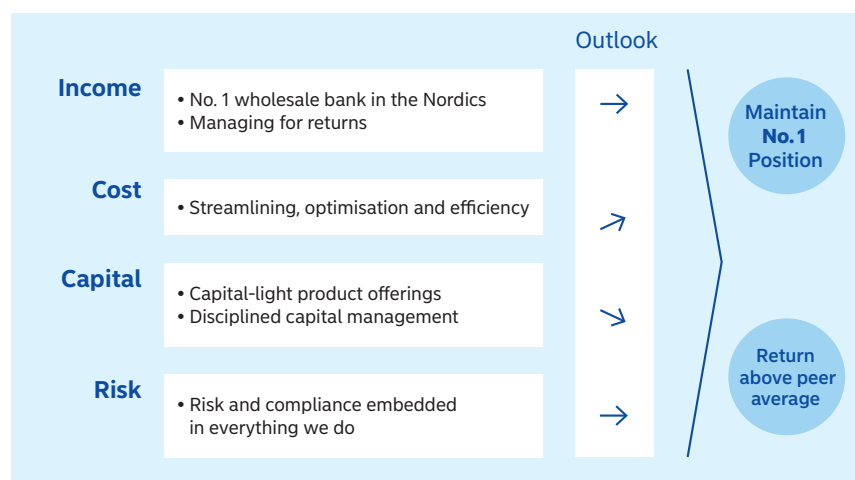 Outlook
Income
• No. 1 wholesale bank in the Nordics
• Managing for returns
Cost
• Streamlining, optimisation and efficiency
Capital
• Capital-light product offerings
• Disciplined capital management
Risk
• Risk and compliance embedded
in everything we do
Maintain
No. 1
Position
Return
above peer
average